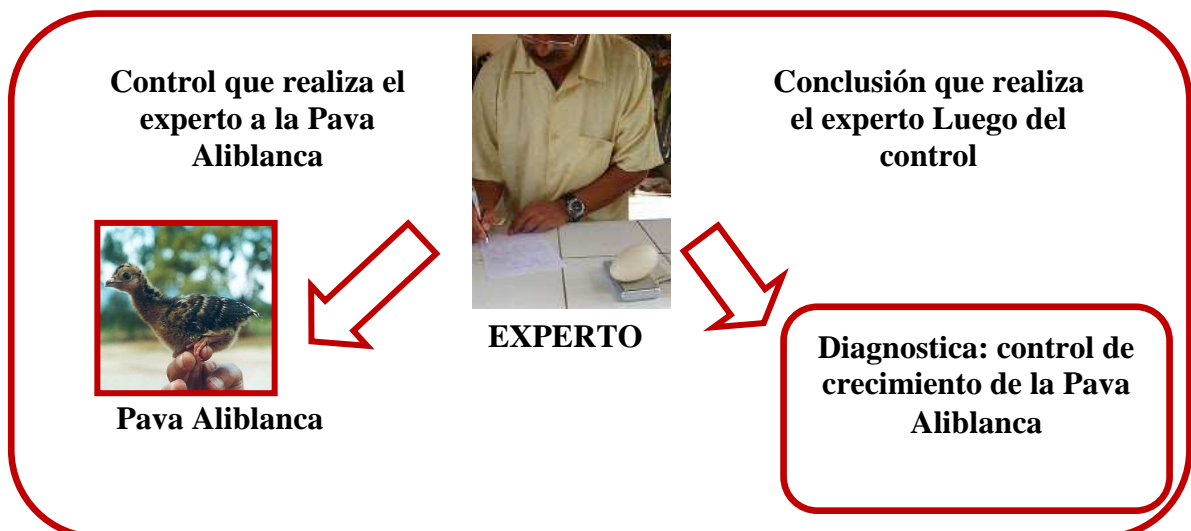 Control que realiza el
experto a la Pava
Aliblanca
Conclusión que realiza
el experto Luego del
control
EXPERTO
Pava Aliblanca
Diagnostica: control de
crecimiento de la Pava
Aliblanca